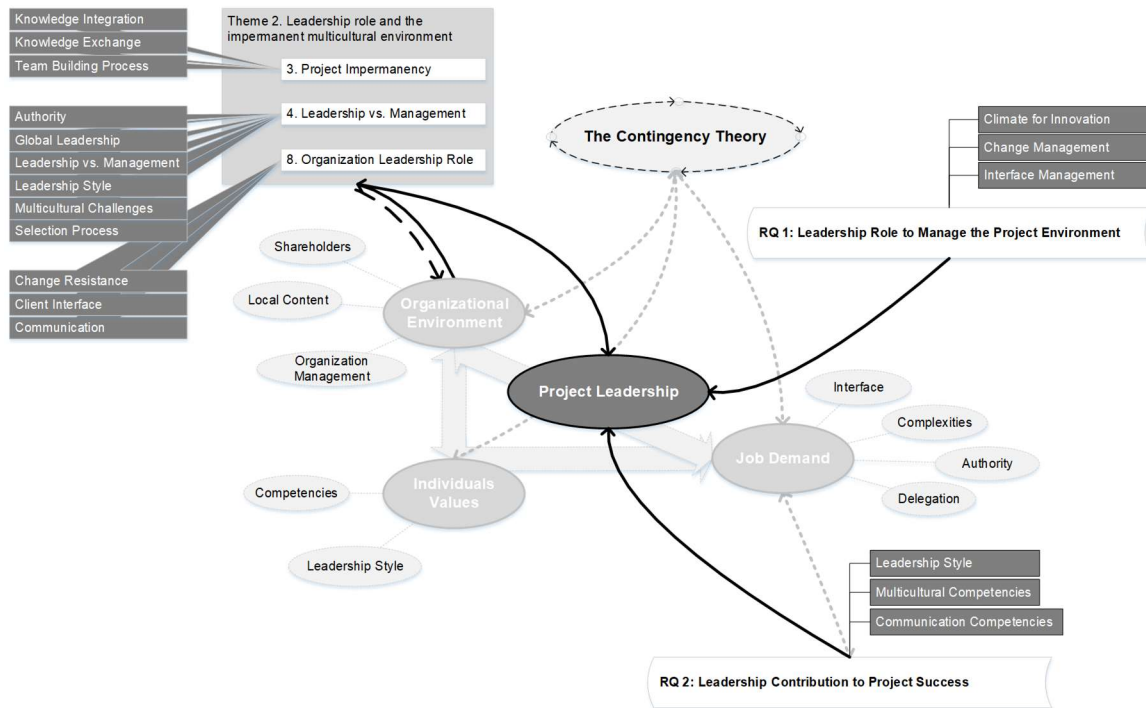 Knowledge Integration
Knowledge Exchange
Team Building Process
Authority
Global Leadership
Leadership vs. Management
Leadership Style
Multicultural Challenges
Selection Process
Change Resistance
Client Interface
Communication
Theme 2. Leadership role and the
impermanent multicultural environment
3. Project Impermanency
4. Leadership vs. Management
8. Organization Leadership Role
The Contingency Theory
Climate for Innovation
Change Management
Interface Management
RQ 1: Leadership Role to Manage the Project Environment
Shareholders
Local Content
Organization
Management
Organizational
Environment
Project Leadership
Interface
Complexities
Authority
Delegation
Job Demand
Individuals
Values
Competencies
Leadership Style
Leadership Style
Multicultural Competencies
Communication Competencies
RQ 2: Leadership Contribution to Project Success